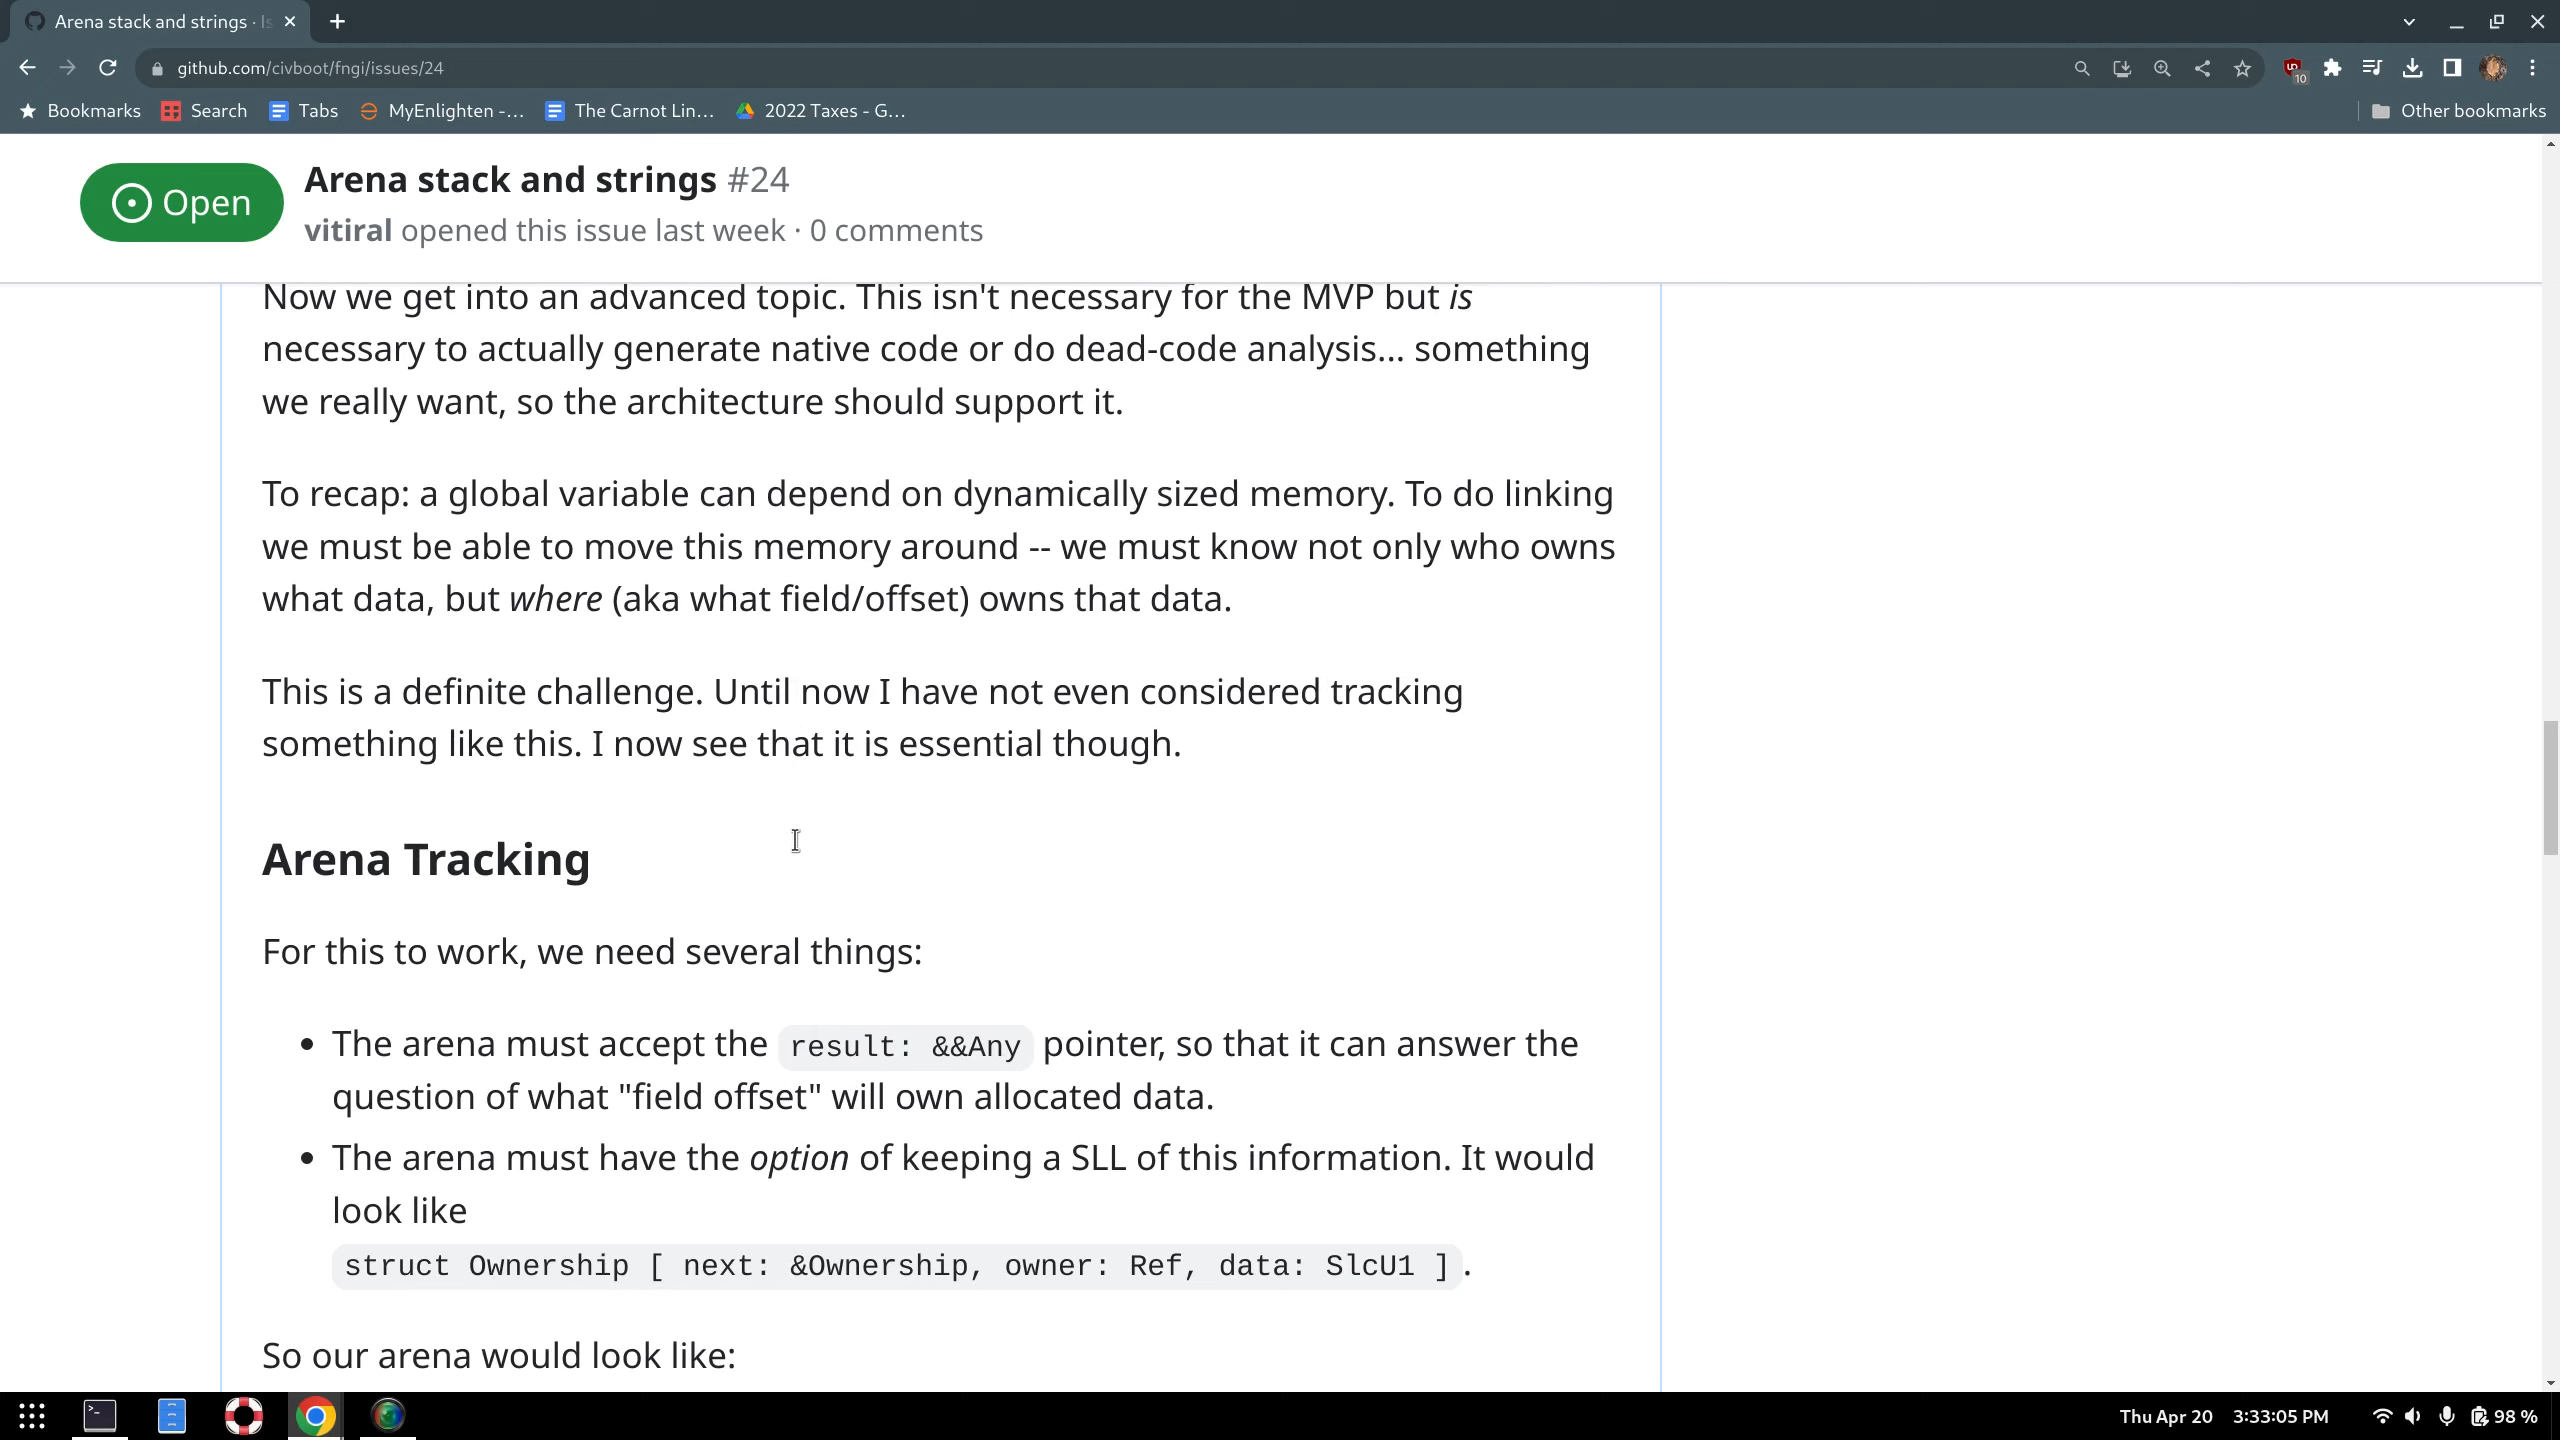 Arena stack and strings · Is
github.com/civboot/fngi/issues/24
10
Bookmarks
Search
Tabs
MyEnlighten -...
The Carnot Lin...
2022 Taxes - G...
Other bookmarks
Open
Arena stack and strings #24
vitiral opened this issue last week · 0 comments
Now we get into an advanced topic. This isn't necessary for the MVP but is
necessary to actually generate native code or do dead-code analysis... something
we really want, so the architecture should support it.
To recap: a global variable can depend on dynamically sized memory. To do linking
we must be able to move this memory around -- we must know not only who owns
what data, but where (aka what field/offset) owns that data.
This is a definite challenge. Until now I have not even considered tracking
something like this. I now see that it is essential though.
Arena Tracking
For this to work, we need several things:
• The arena must accept the result: &&Any pointer, so that it can answer the
question of what "field offset" will own allocated data.
• The arena must have the option of keeping a SLL of this information. It would
look like
struct Ownership [ next: &Ownership, owner: Ref, data: SlcU1 ].
So our arena would look like:
Thu Apr 20 3:33:05 PM
98 %